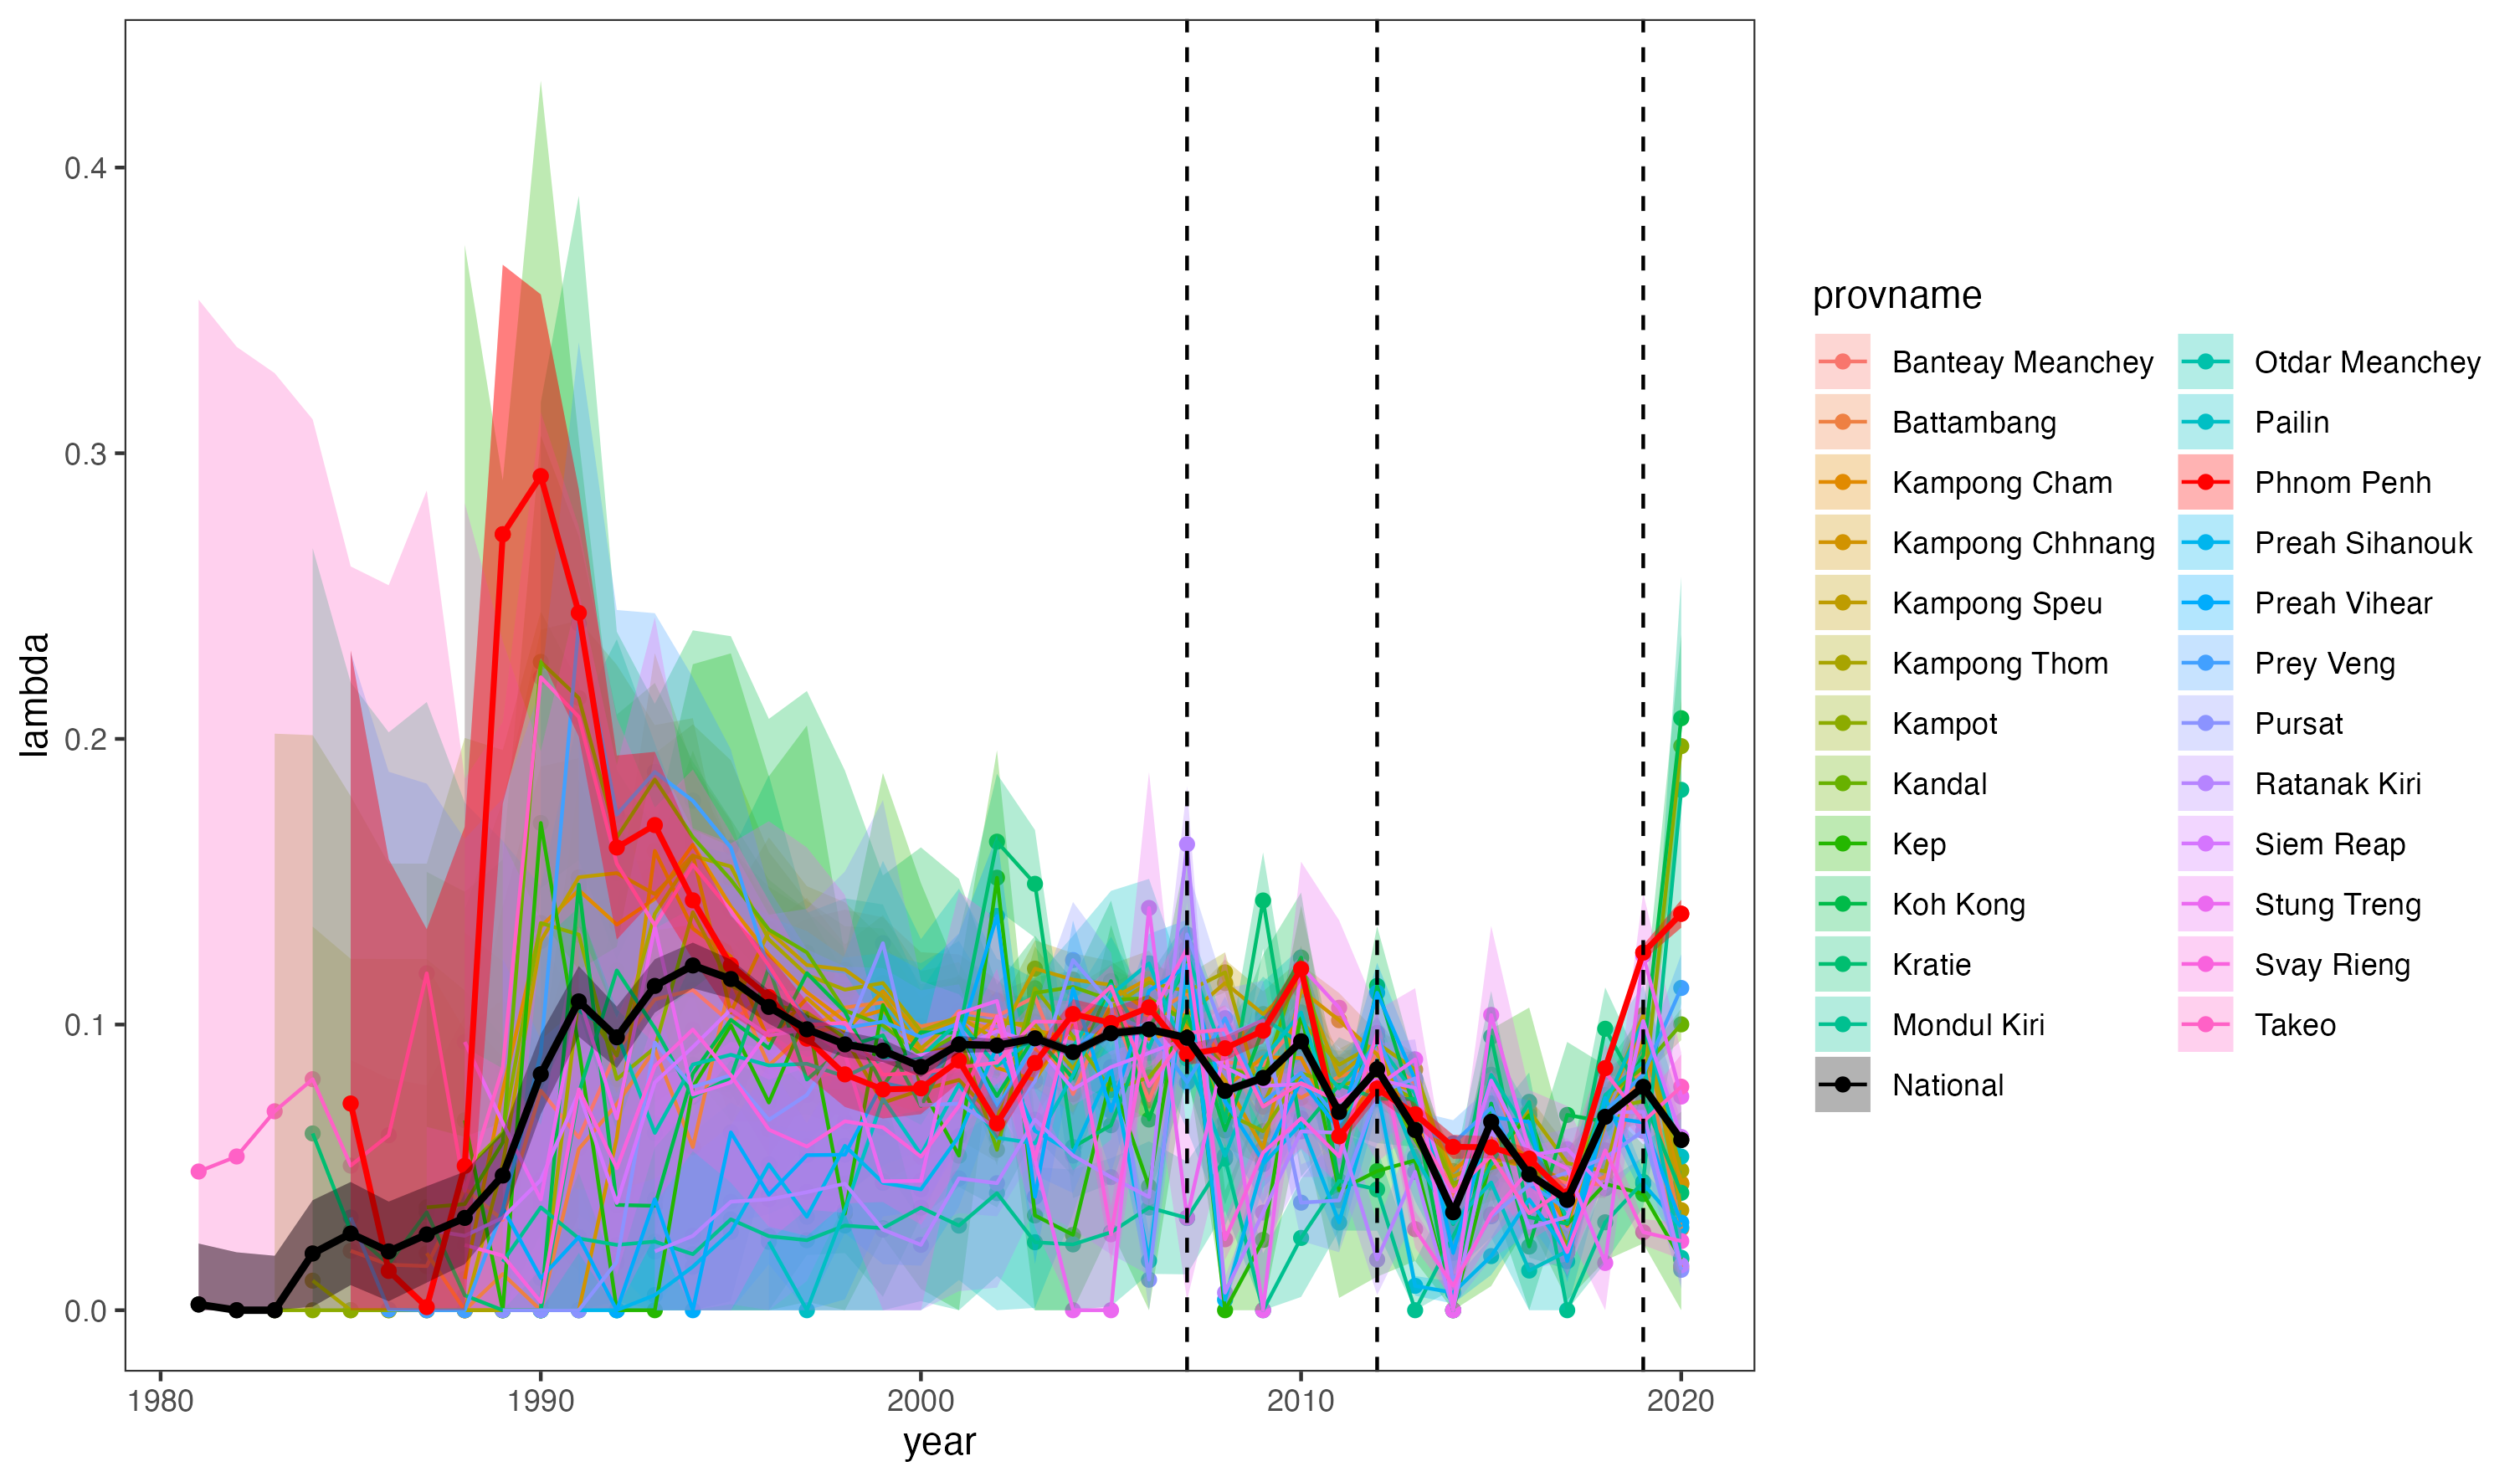 lambda
0.4
0.3
0.2
0.1
0.0
1980
1990
2000
2010
2020
year
provname
Banteay Meanchey
Battambang
Kampong Cham
Kampong Chhnang
Kampong Speu
Kampong Thom
Kampot
Kandal
Kep
Koh Kong
Kratie
Mondul Kiri
National
Otdar Meanchey
Pailin
Phnom Penh
Preah Sihanouk
Preah Vihear
Prey Veng
Pursat
Ratanak Kiri
Siem Reap
Stung Treng
Svay Rieng
Takeo